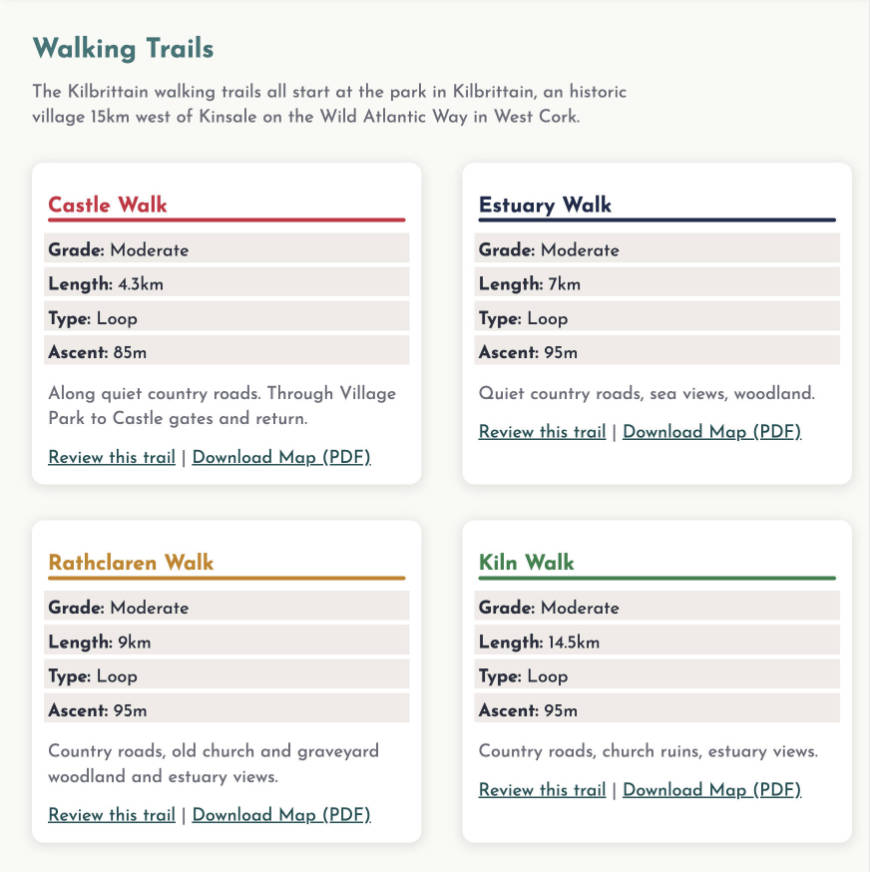 Walking Trails
The Kilbrittain walking trails all start at the park in Kilbrittain, an historic
village 15km west of Kinsale on the Wild Atlantic Way in West Cork.
Castle Walk
Grade: Moderate
Length: 4.3km
Type: Loop
Ascent: 85m
Along quiet country roads. Through Village
Park to Castle gates and return.
Review this trail | Download Map (PDF)
Estuary Walk
Grade: Moderate
Length: 7km
Type: Loop
Ascent: 95m
Quiet country roads, sea views, woodland.
Review this trail | Download Map (PDF)
Rathclaren Walk
Grade: Moderate
Length: 9km
Type: Loop
Ascent: 95m
Country roads, old church and graveyard
woodland and estuary views.
Review this trail | Download Map (PDF)
Kiln Walk
Grade: Moderate
Length: 14.5km
Type: Loop
Ascent: 95m
Country roads, church ruins, estuary views.
Review this trail | Download Map (PDF)